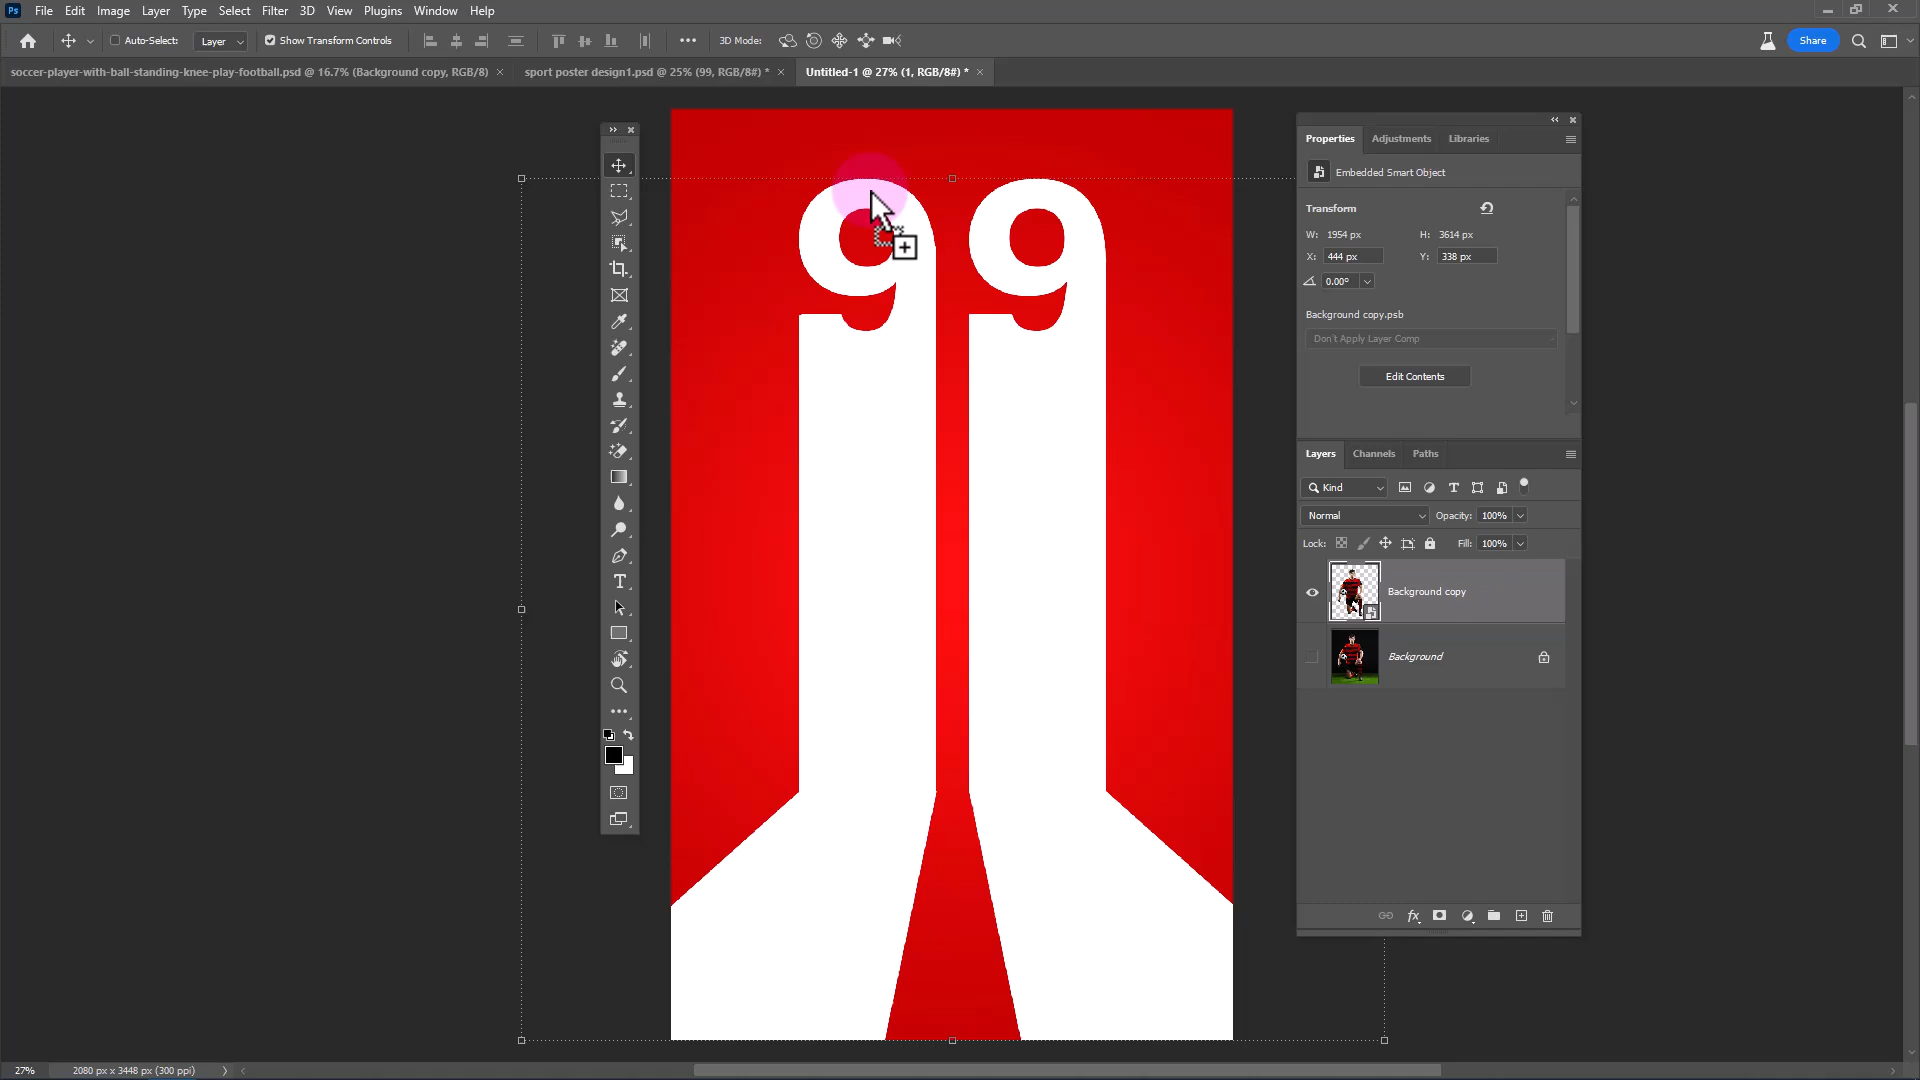 Ps File Edit Image Layer Type Select Filter 3D View Plugins Window Help
Auto-Select: Layer Show Transform Controls 3D Mode: Share
soccer-player-with-ball-standing-knee-play-football.psd @ 16.7% (Background copy, RGB/8) × sport poster design1.psd @ 25% (99, RGB/8#) * × Untitled-1 @ 27% (1, RGB/8#) * ×
99
Properties Adjustments Libraries
Embedded Smart Object
Transform
W: 1954 px H: 3614 px
X: 444 px Y: 338 px
0.00°
Background copy.psb
Don't Apply Layer Comp
Edit Contents
Layers Channels Paths
Kind
Normal Opacity: 100%
Lock: Fill: 100%
Background copy
Background
fx
27% 2080 px x 3448 px (300 ppi)